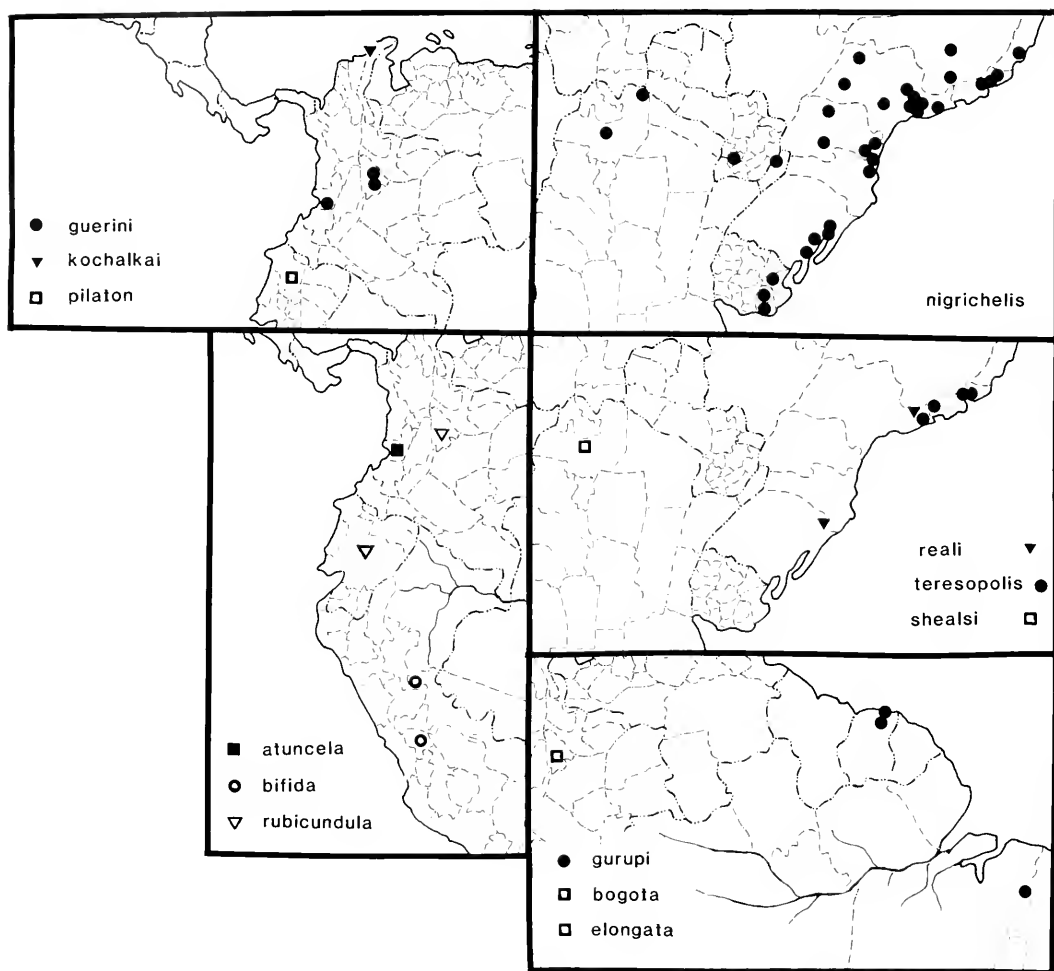 guerini
kochalkai
pilaton
nigrichelis
atuncela
bifida
rubicundula
reali
teresopolis
shealsi
gurupi
bogota
elongata